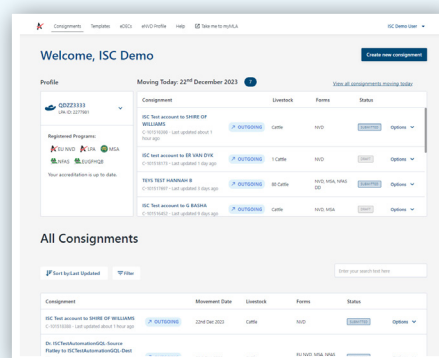 Consignments Templates eDECs eNVD Profile Help Take me to myMLA ISC Demo User
Welcome, ISC Demo
Create new consignment
Profile
Moving Today: 22nd December 2023 7
View all consignments moving today
QDZZ3333
LPA ID 2277981
Registered Programs:
EU NVD LPA MSA
NFAS EUGFHQB
Your accreditation is up to date.
Consignment Livestock Forms Status
ISC Test account to SHIRE OF
WILLIAMS
Last updated about 1
hour ago
OUTGOING Cattle NVD SUBMITTED Options
ISC test account to ER VAN DYK
Last updated 1 day ago
OUTGOING 1 Cattle NVD DRAFT Options
TEYS TEST HANNAH B
Last updated 5 days ago
OUTGOING Cattle NVD, MSA, NFAS SUBMITTED Options
ISC Test account to G BASHA
Last updated 9 days ago
OUTGOING Cattle NVD, MSA DRAFT Options
All Consignments
Sort by:Last Updated Filter
Enter your search text here
Consignment Movement Date Livestock Forms Status
ISC Test account to SHIRE OF WILLIAMS
Last updated about 1 hour ago
OUTGOING 22nd Dec 2023 Cattle NVD SUBMITTED Options
Dr. ISCTestAutomationGQL-Source
Flatley to ISCTestAutomationGQL-Dest
EU NVD, MSA, NFAS